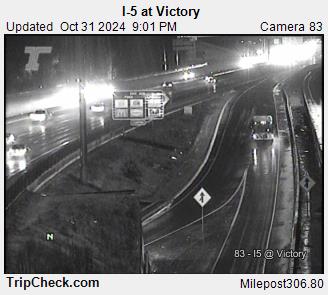 I-5 at Victory
Updated Oct 31 2024 9:01 PM Camera 83
N
83 - I5 @ Victory
TripCheck.com Milepost306.80